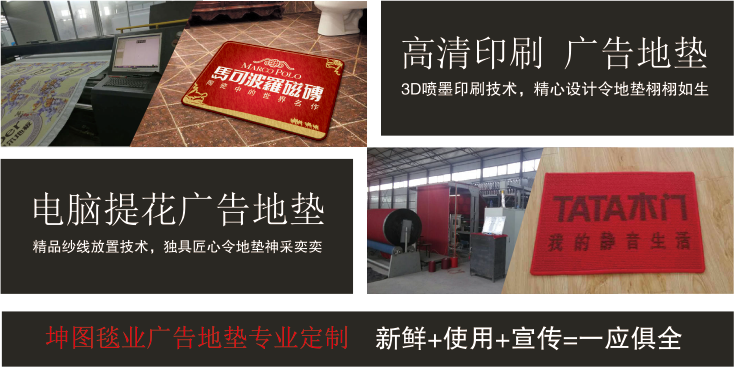 MARCO POLO
馬可波羅磁磚
高清印刷 广告地垫
3D喷墨印刷技术，精心设计令地垫栩栩如生
电脑提花广告地垫
精品纱线放置技术，独具匠心令地垫神采奕奕
TATA木门
我的静音生活
坤图毯业广告地垫专业定制 新鲜+使用+宣传=一应俱全